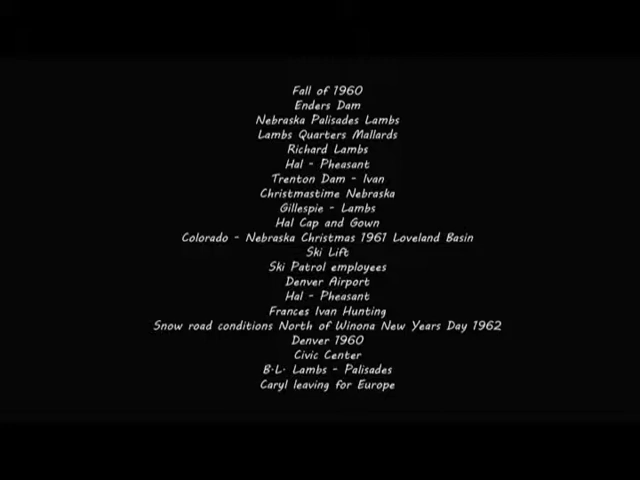 Fall of 1960
Enders Dam
Nebraska Palisades Lambs
Lambs Quarters Mallards
Richard Lambs
Hal - Pheasant
Trenton Dam - Ivan
Christmastime Nebraska
Gillespie - Lambs
Hal Cap and Gown
Colorado - Nebraska Christmas 1961 Loveland Basin
Ski Lift
Ski Patrol employees
Denver Airport
Hal - Pheasant
Frances Ivan Hunting
Snow road conditions North of Winona New Years Day 1962
Denver 1960
Civic Center
B.L. Lambs - Palisades
Caryl leaving for Europe